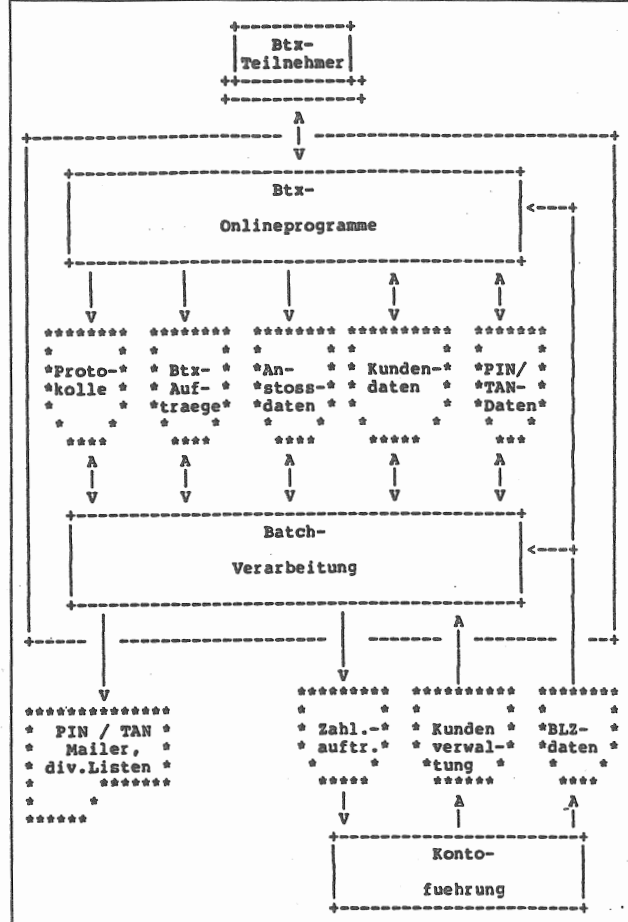 Btx-
Teilnehmer
Btx-
Onlineprogramme
Proto-
kolle
Btx-
Auf-
traege
An-
stoss-
daten
Kunden-
daten
PIN/
TAN-
Daten
Batch-
Verarbeitung
PIN / TAN
Mailer,
div.Listen
Zahl.-
auftr.
Kunden
verwal-
tung
BLZ-
daten
Konto-
fuehrung